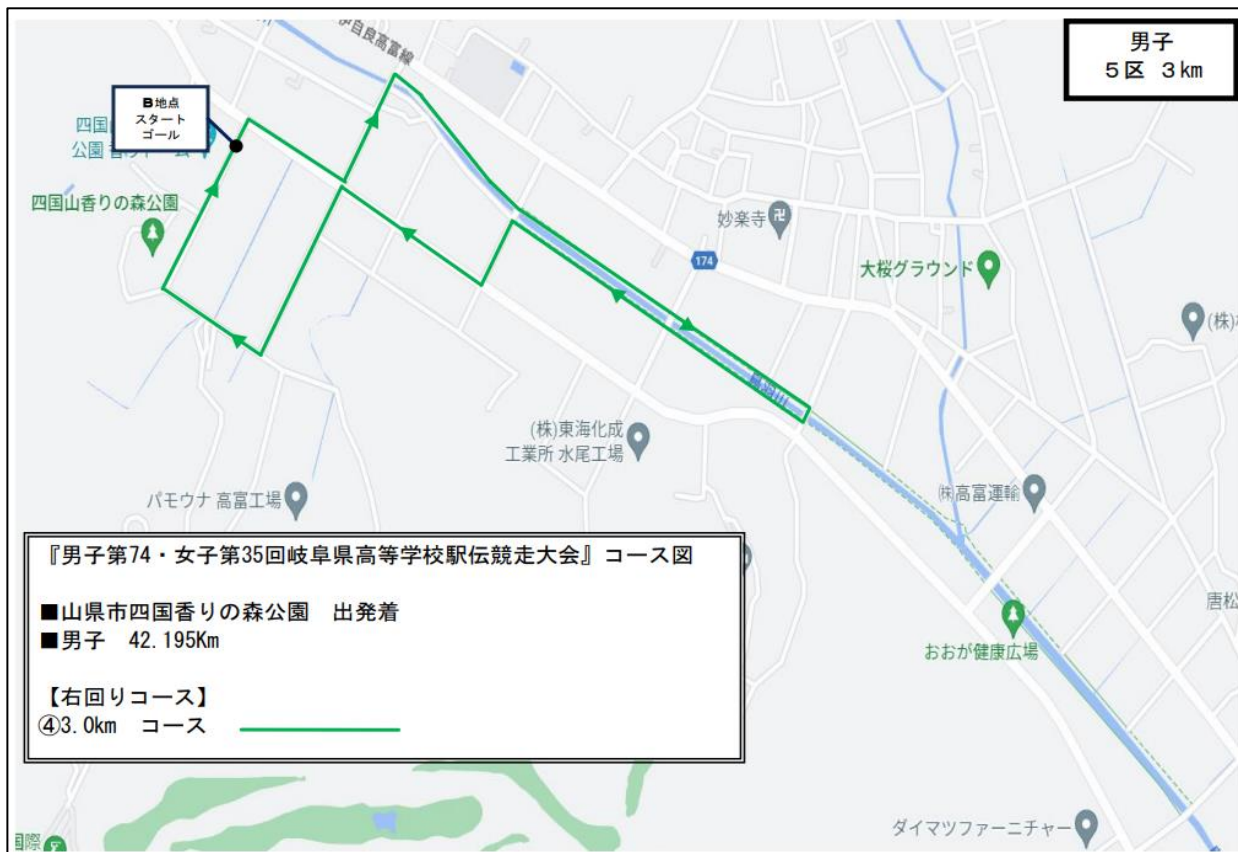 男子
5区 3km
伊自良高富線
B地点
スタート
ゴール
四国山香りの森公園
妙楽寺
174
大桜グラウンド
(株)東海化成
工業所 水尾工場
パモウナ 高富工場
㈱高富運輸
唐松
おおが健康広場
ダイマツファーニチャー
国際
『男子第74・女子第35回岐阜県高等学校駅伝競走大会』コース図
■山県市四国香りの森公園 出発着
■男子 42.195Km
【右回りコース】
④3.0km コース